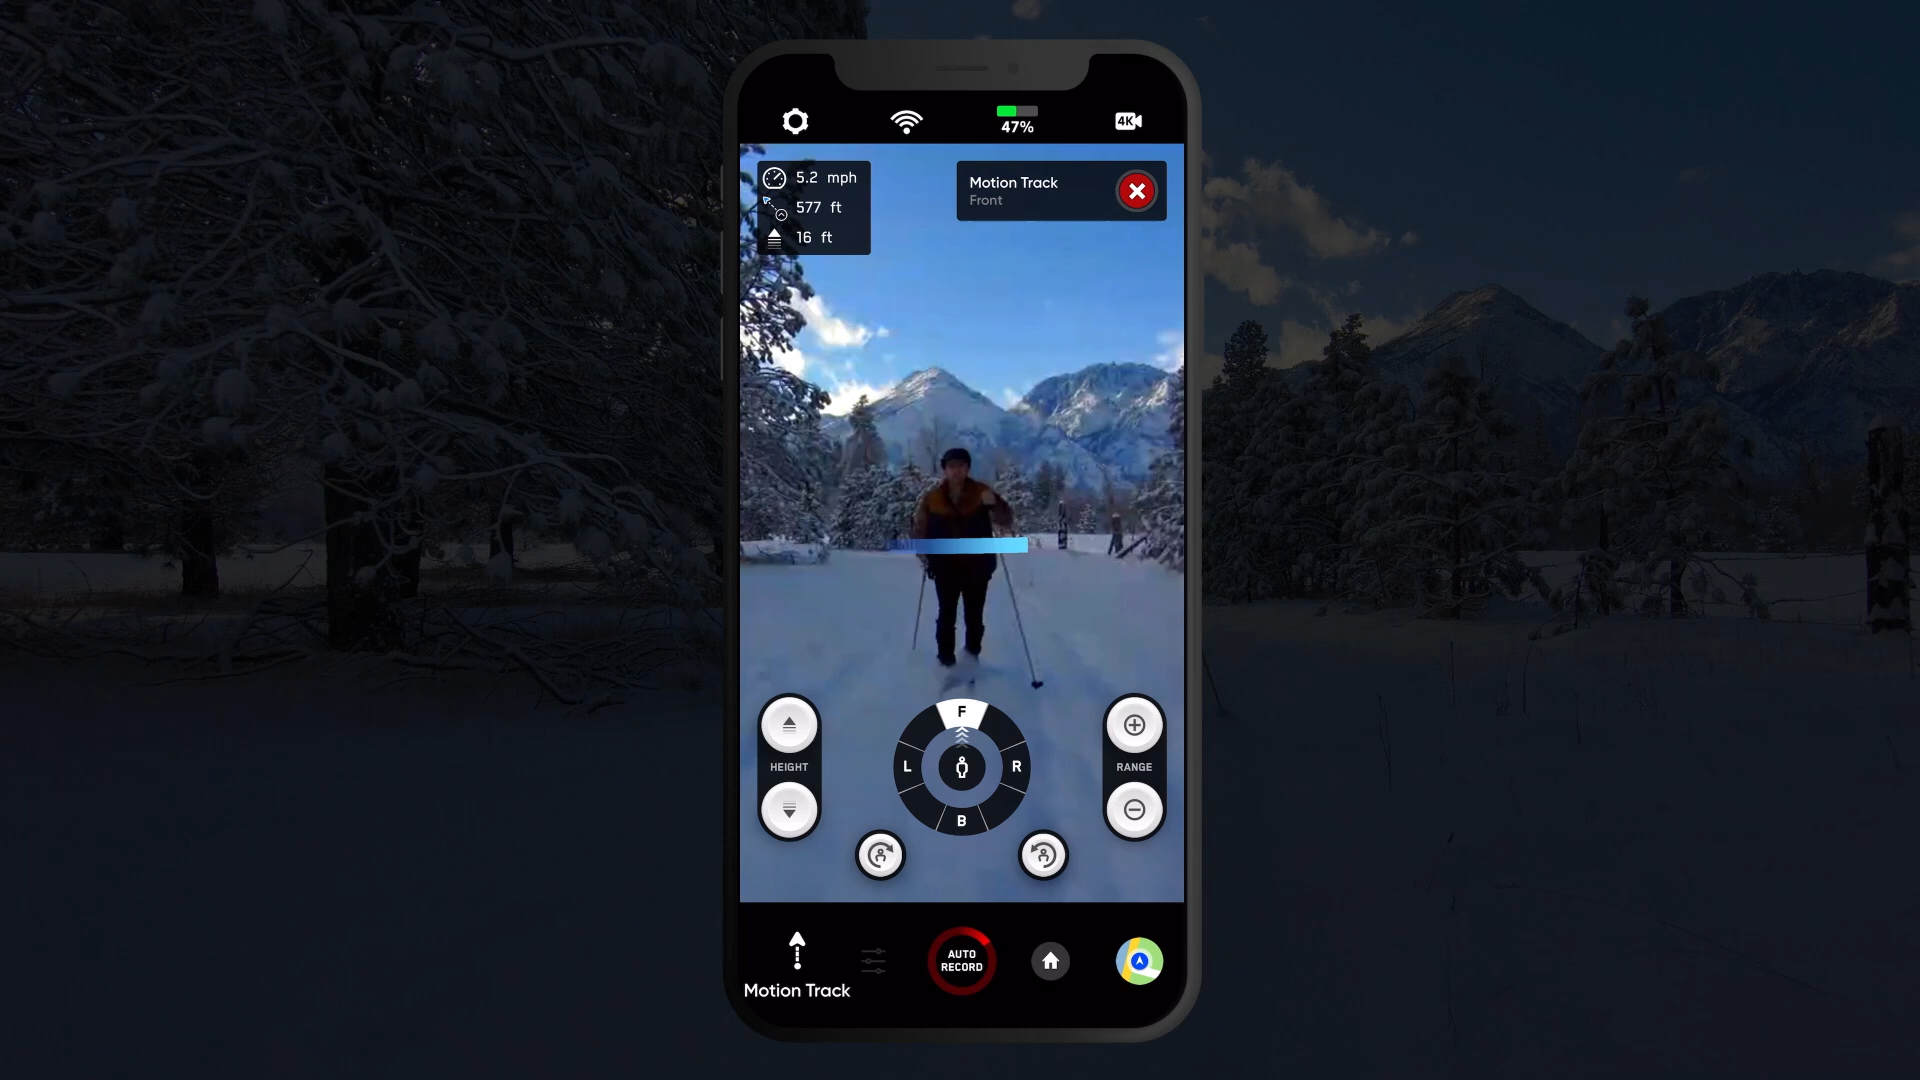 47%
4K
5.2 mph
577 ft
16 ft
Motion Track
Front
F
L
R
B
HEIGHT
RANGE
AUTO
RECORD
Motion Track